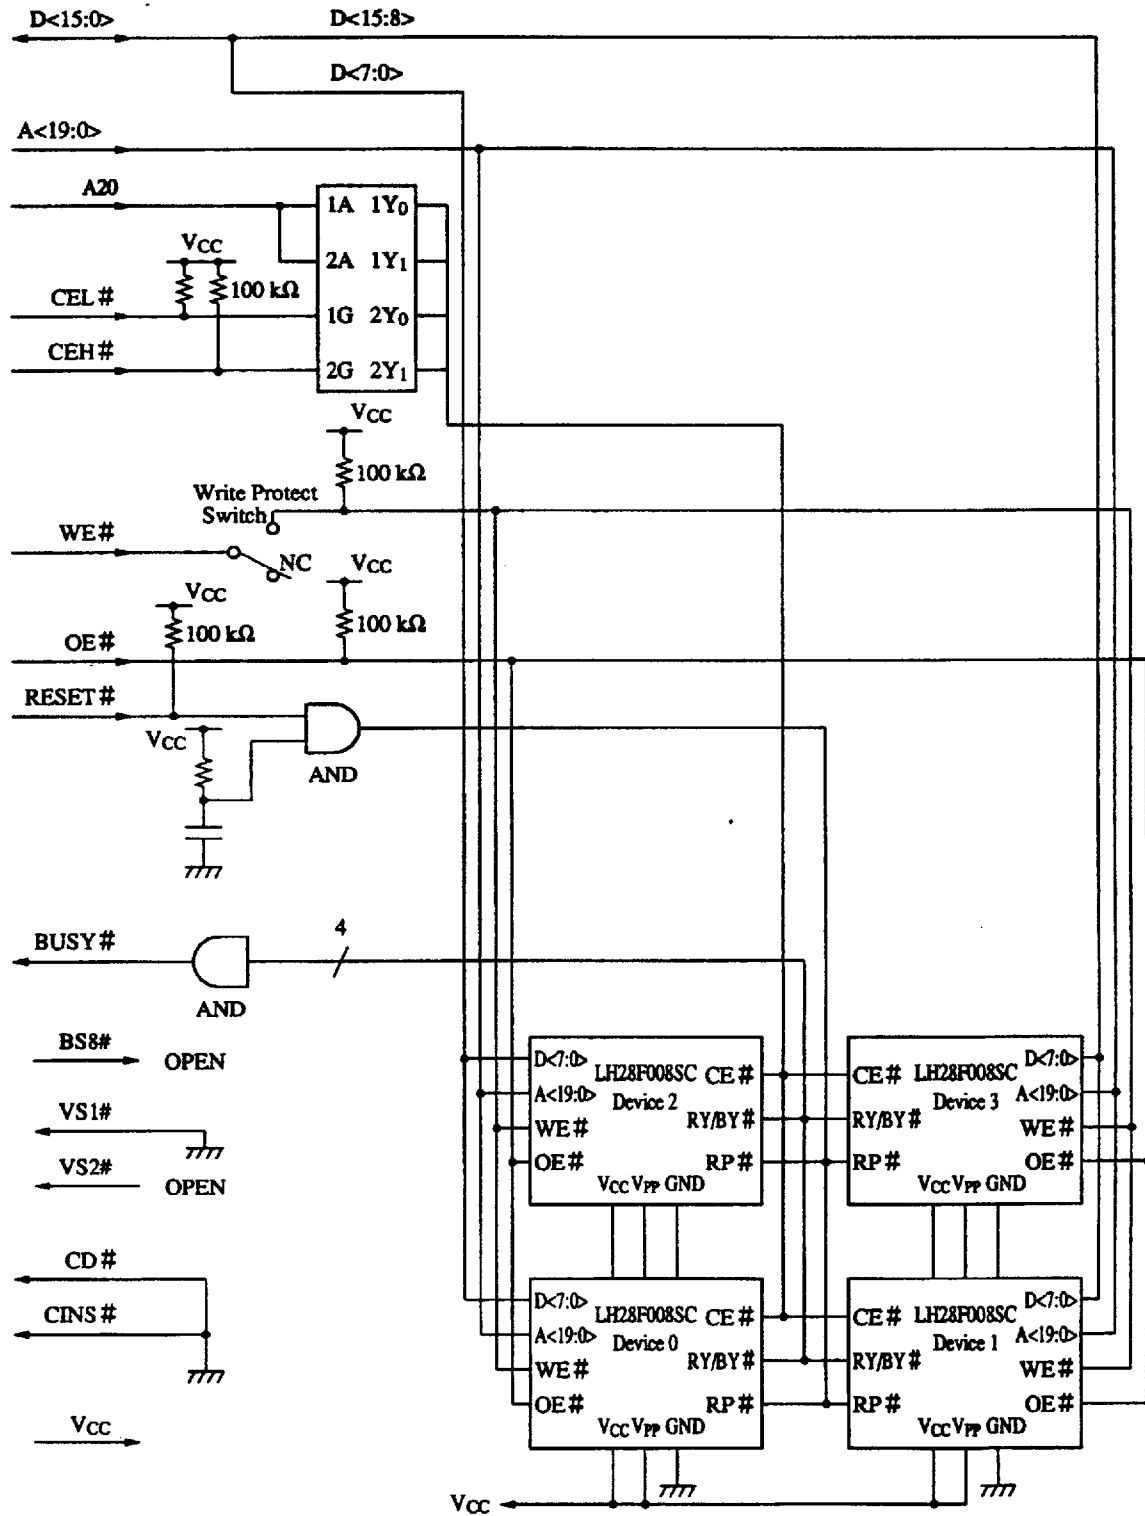 D<15:0>
D<15:8>
D<7:0>
A<19:0>
A20
1A 1Y0
VCC
2A 1Y1
100 kΩ
CEL#
1G 2Y0
CEH#
2G 2Y1
VCC
100 kΩ
Write Protect
Switch
WE#
NC
VCC
VCC
100 kΩ
100 kΩ
OE#
RESET#
VCC
AND
4
BUSY#
AND
BS8#
OPEN
VS1#
VS2#
OPEN
CD#
CINS#
VCC
D<7:0>
LH28F008SC
CE#
A<19:0>
Device 2
RY/BY#
WE#
OE#
RP#
VCC VPP GND
CE#
LH28F008SC
D<7:0>
Device 3
A<19:0>
RY/BY#
WE#
RP#
OE#
VCC VPP GND
D<7:0>
LH28F008SC
CE#
A<19:0>
Device 0
RY/BY#
WE#
OE#
RP#
VCC VPP GND
CE#
LH28F008SC
D<7:0>
Device 1
A<19:0>
RY/BY#
WE#
RP#
OE#
VCC VPP GND
VCC